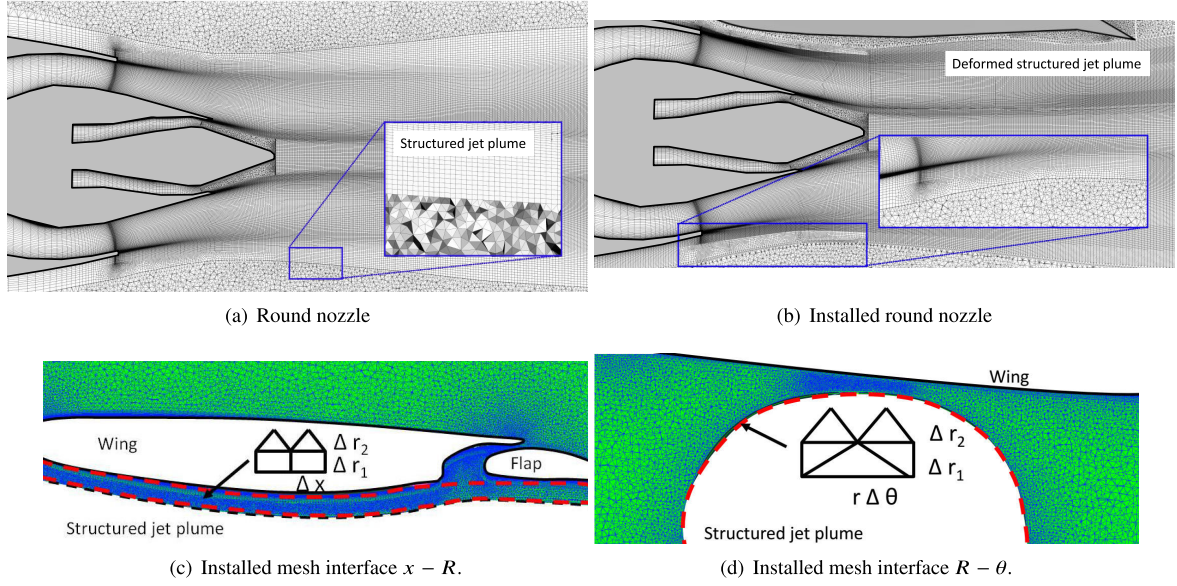 Structured jet plume
Deformed structured jet plume
(a) Round nozzle
(b) Installed round nozzle
Wing
Δ r₂
Δ r₁
Δ x
Flap
Structured jet plume
Wing
Δ r₂
Δ r₁
r Δ θ
Structured jet plume
(c) Installed mesh interface x − R.
(d) Installed mesh interface R − θ.